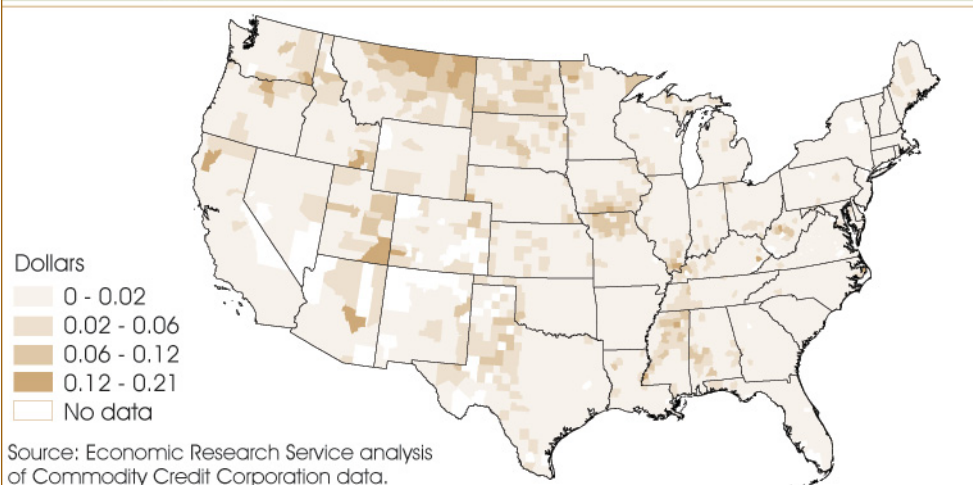 Dollars
0 - 0.02
0.02 - 0.06
0.06 - 0.12
0.12 - 0.21
No data
Source: Economic Research Service analysis
of Commodity Credit Corporation data.